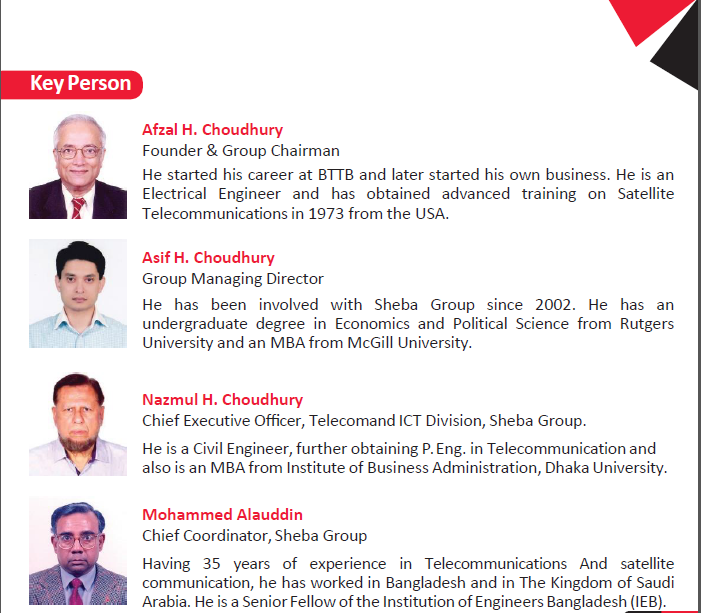 Key Person
Afzal H. Choudhury
Founder & Group Chairman
He started his career at BTTB and later started his own business. He is an
Electrical Engineer and has obtained advanced training on Satellite
Telecommunications in 1973 from the USA.
Asif H. Choudhury
Group Managing Director
He has been involved with Sheba Group since 2002. He has an
undergraduate degree in Economics and Political Science from Rutgers
University and an MBA from McGill University.
Nazmul H. Choudhury
Chief Executive Officer, Telecomand ICT Division, Sheba Group.
He is a Civil Engineer, further obtaining P. Eng. in Telecommunication and
also is an MBA from Institute of Business Administration, Dhaka University.
Mohammed Alauddin
Chief Coordinator, Sheba Group
Having 35 years of experience in Telecommunications And satellite
communication, he has worked in Bangladesh and in The Kingdom of Saudi
Arabia. He is a Senior Fellow of the Institution of Engineers Bangladesh (IEB).